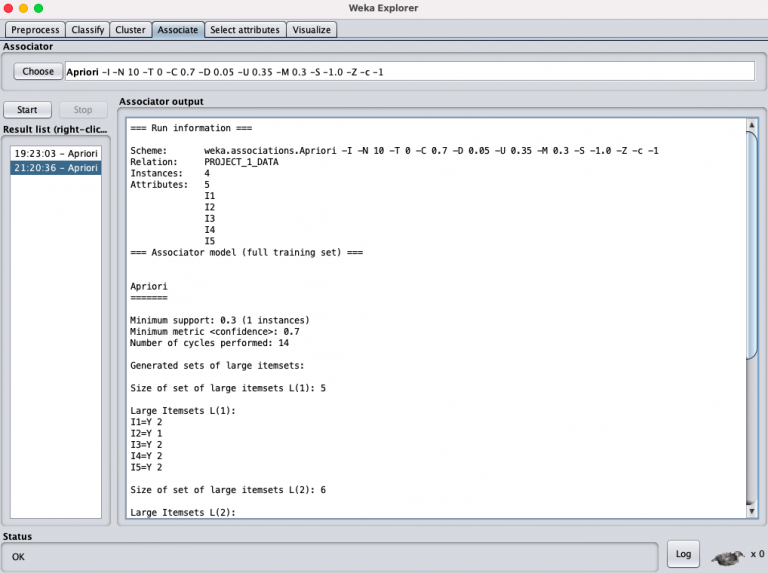 Weka Explorer
Preprocess Classify Cluster Associate Select attributes Visualize
Associator
Choose Apriori -I -N 10 -T 0 -C 0.7 -D 0.05 -U 0.35 -M 0.3 -S -1.0 -Z -c -1
Start Stop
Result list (right-clic...
19:23:03 - Apriori
21:20:36 - Apriori
Associator output
=== Run information ===
Scheme: weka.associations.Apriori -I -N 10 -T 0 -C 0.7 -D 0.05 -U 0.35 -M 0.3 -S -1.0 -Z -c -1
Relation: PROJECT_1_DATA
Instances: 4
Attributes: 5
I1
I2
I3
I4
I5
=== Associator model (full training set) ===
Apriori
=======
Minimum support: 0.3 (1 instances)
Minimum metric <confidence>: 0.7
Number of cycles performed: 14
Generated sets of large itemsets:
Size of set of large itemsets L(1): 5
Large Itemsets L(1):
I1=Y 2
I2=Y 1
I3=Y 2
I4=Y 2
I5=Y 2
Size of set of large itemsets L(2): 6
Large Itemsets L(2):
Status
OK
Log
x 0